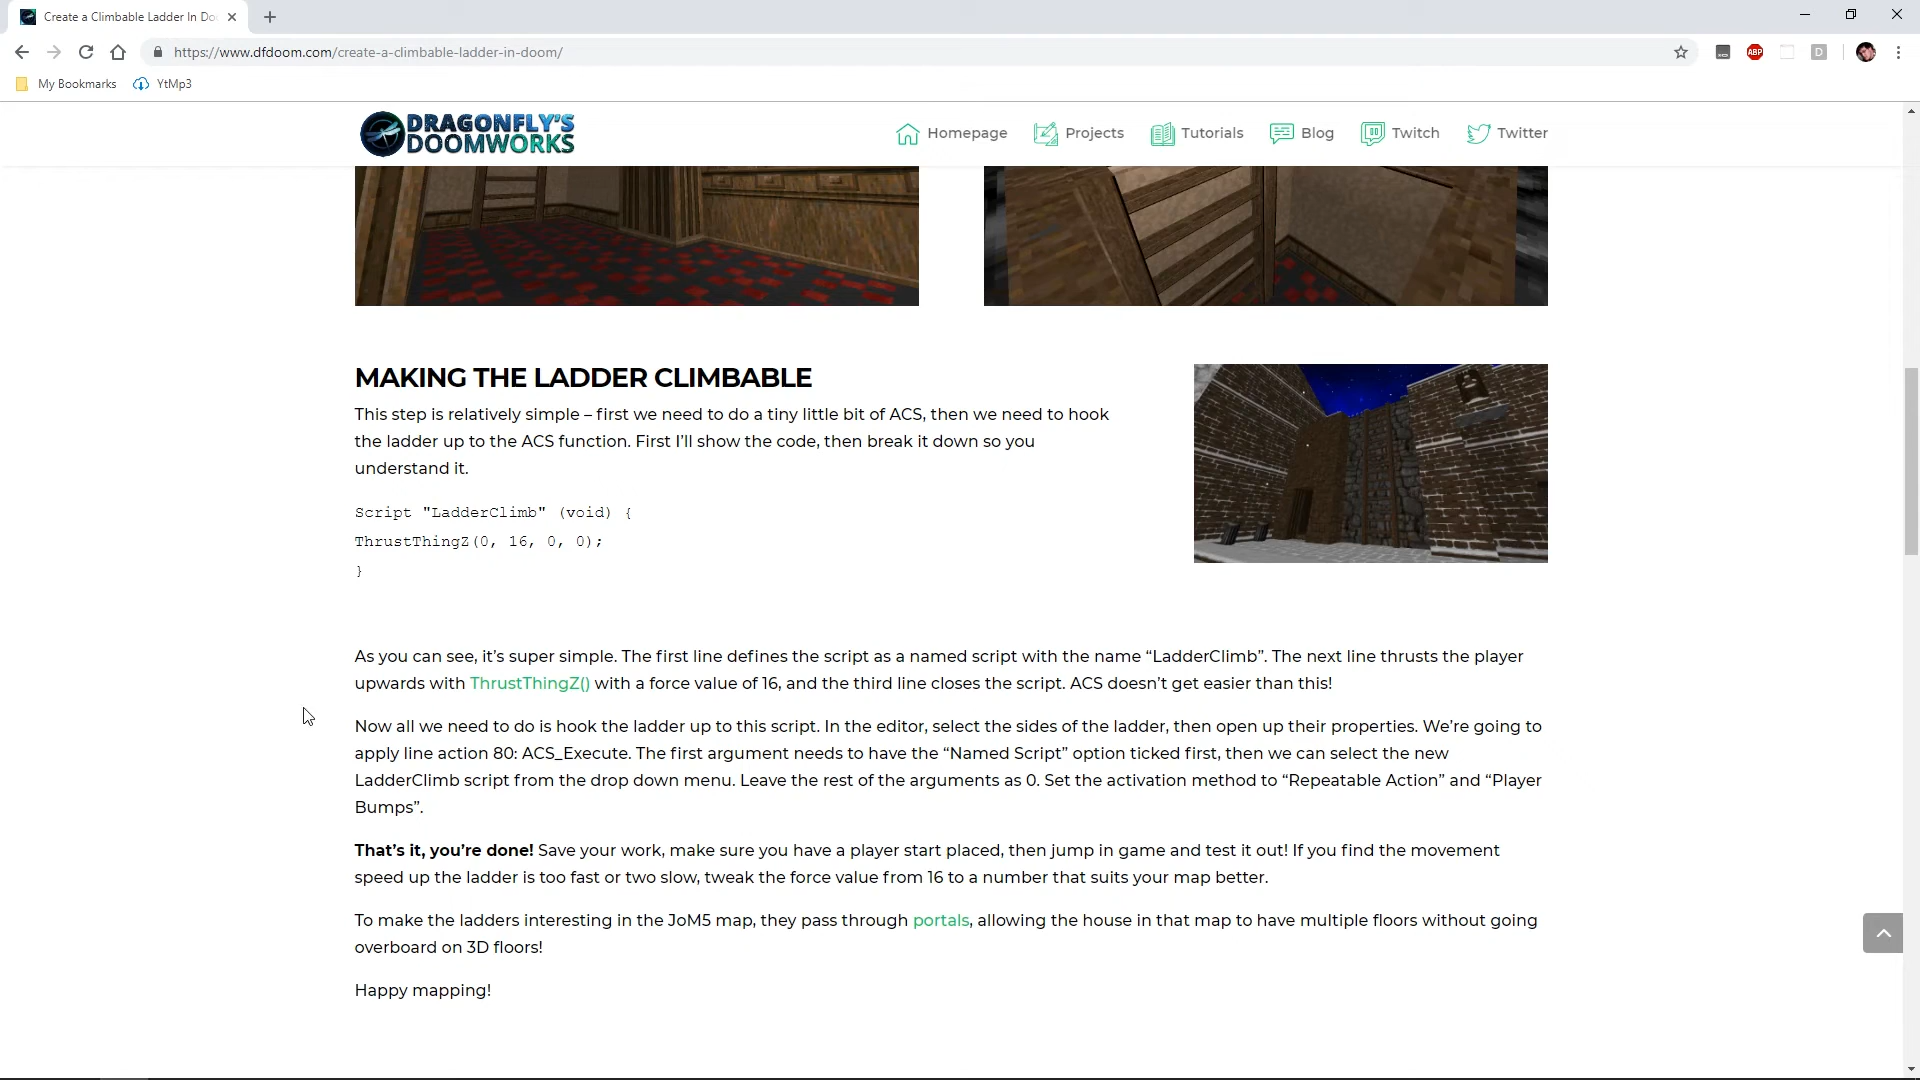 Create a Climbable Ladder In Do
https://www.dfdoom.com/create-a-climbable-ladder-in-doom/
ABP
D
My Bookmarks
YtMp3
DRAGONFLY'S
DOOMWORKS
Homepage
Projects
Tutorials
Blog
Twitch
Twitter
MAKING THE LADDER CLIMBABLE
This step is relatively simple – first we need to do a tiny little bit of ACS, then we need to hook
the ladder up to the ACS function. First I’ll show the code, then break it down so you
understand it.
Script "LadderClimb" (void) {
ThrustThingZ(0, 16, 0, 0);
}
As you can see, it’s super simple. The first line defines the script as a named script with the name “LadderClimb”. The next line thrusts the player
upwards with ThrustThingZ() with a force value of 16, and the third line closes the script. ACS doesn’t get easier than this!
Now all we need to do is hook the ladder up to this script. In the editor, select the sides of the ladder, then open up their properties. We’re going to
apply line action 80: ACS_Execute. The first argument needs to have the “Named Script” option ticked first, then we can select the new
LadderClimb script from the drop down menu. Leave the rest of the arguments as 0. Set the activation method to “Repeatable Action” and “Player
Bumps”.
That’s it, you’re done! Save your work, make sure you have a player start placed, then jump in game and test it out! If you find the movement
speed up the ladder is too fast or two slow, tweak the force value from 16 to a number that suits your map better.
To make the ladders interesting in the JoM5 map, they pass through portals, allowing the house in that map to have multiple floors without going
overboard on 3D floors!
Happy mapping!